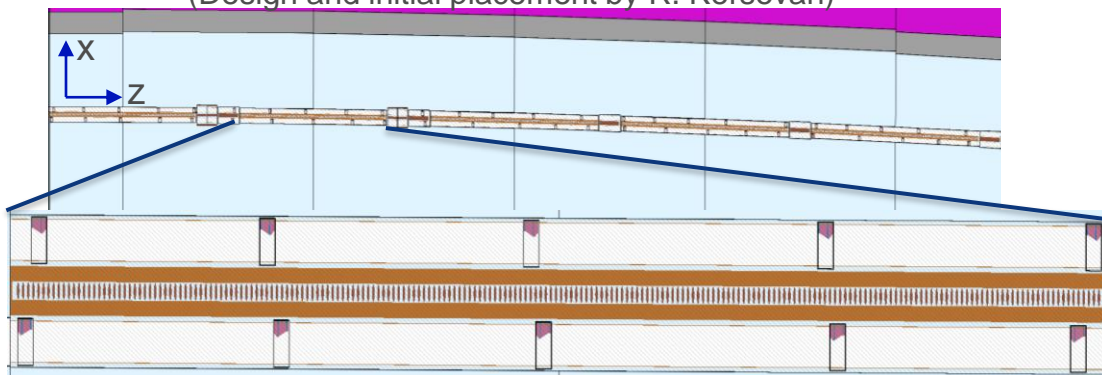 (Design and initial placement by R. Kersevan)
X
Z